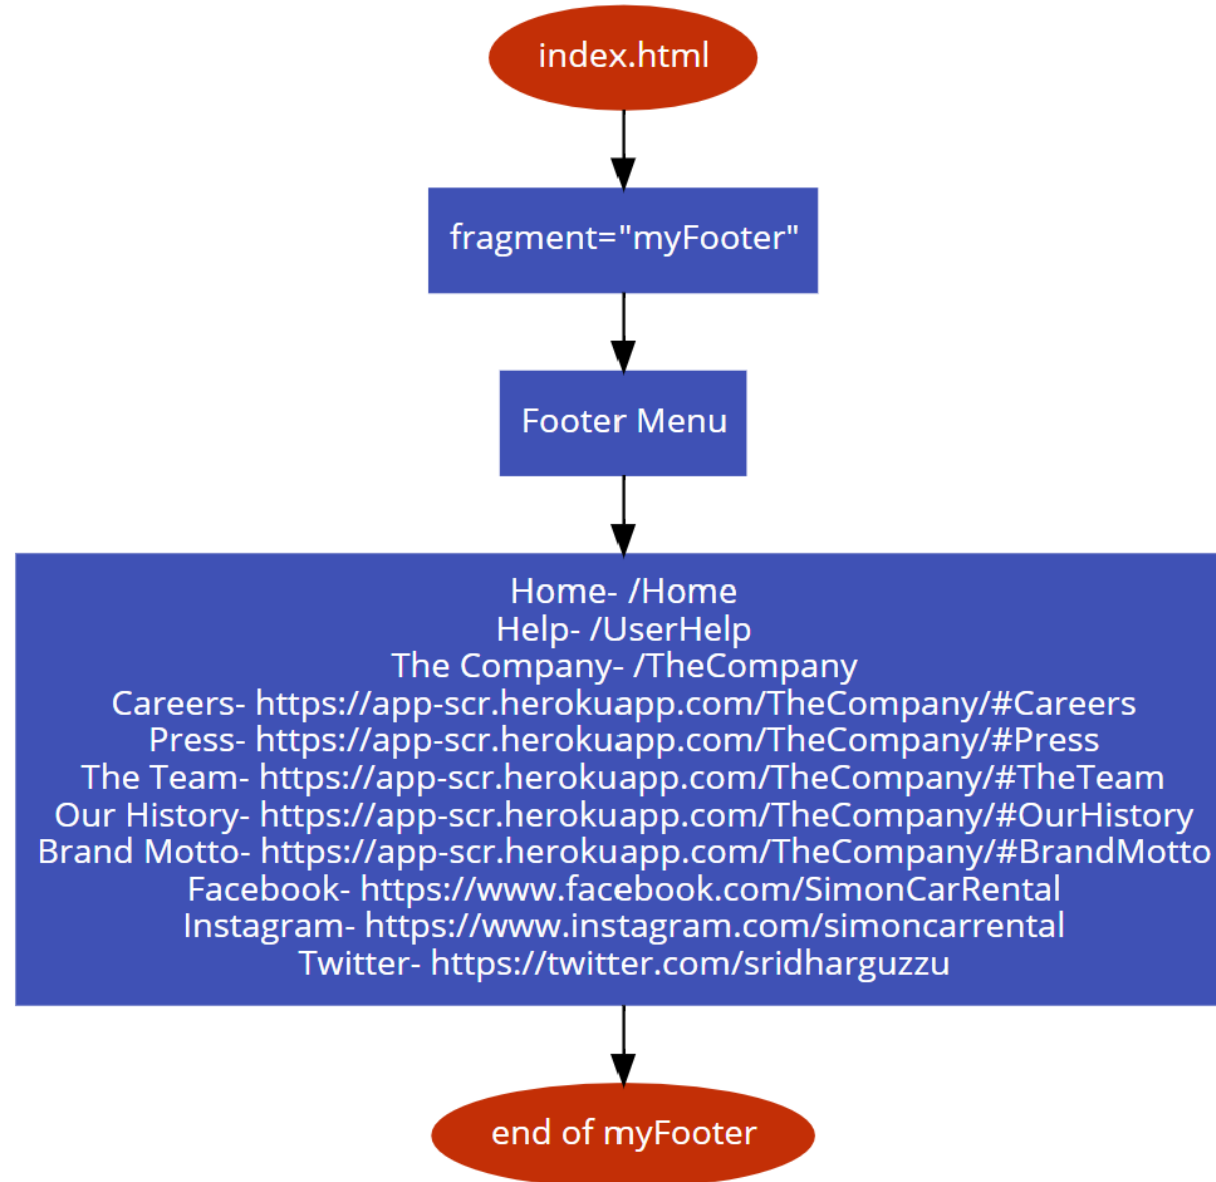 index.html
fragment="myFooter"
Footer Menu
Home- /Home
Help- /UserHelp
The Company- /TheCompany
Careers- https://app-scr.herokuapp.com/TheCompany/#Careers
Press- https://app-scr.herokuapp.com/TheCompany/#Press
The Team- https://app-scr.herokuapp.com/TheCompany/#TheTeam
Our History- https://app-scr.herokuapp.com/TheCompany/#OurHistory
Brand Motto- https://app-scr.herokuapp.com/TheCompany/#BrandMotto
Facebook- https://www.facebook.com/SimonCarRental
Instagram- https://www.instagram.com/simoncarrental
Twitter- https://twitter.com/sridharguzzu
end of myFooter